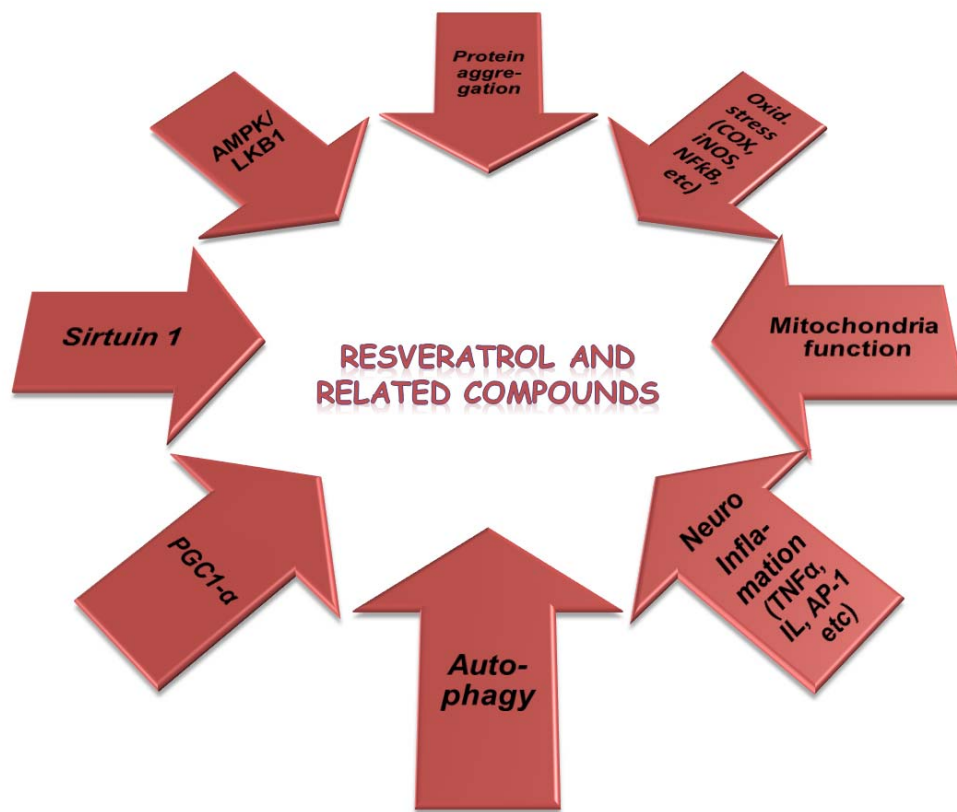 Protein
aggre-
gation
Oxid.
stress
(COX,
iNOS,
NFkB,
etc)
Mitochondria
function
Neuro
Infla-
mation
(TNFα,
IL, AP-1
etc)
Auto-
phagy
PGC1-α
Sirtuin 1
AMPK/
LKB1
RESVERATROL AND
RELATED COMPOUNDS